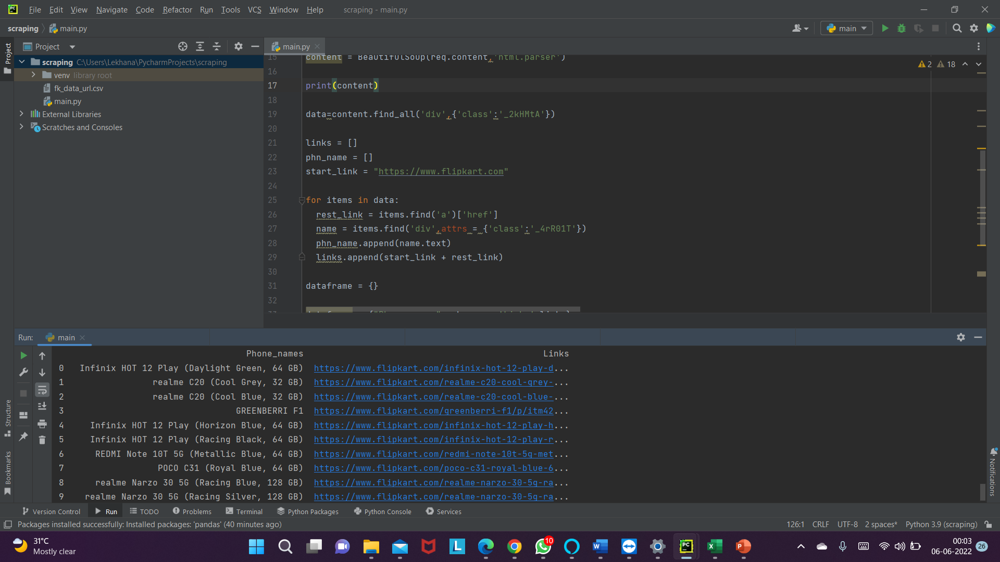 File Edit View Navigate Code Refactor Run Tools VCS Window Help scraping - main.py
scraping main.py main
Project
Project
main.py
scraping C:\Users\Lekhana\PycharmProjects\scraping
venv library root
fk_data_url.csv
main.py
External Libraries
Scratches and Consoles
2 18
15 content = BeautifulSoup(req.content,'html.parser')
16
17 print(content)
18
19 data=content.find_all('div',{'class':'_2kHMtA'})
20
21 links = []
22 phn_name = []
23 start_link = "https://www.flipkart.com"
24
25 for items in data:
26 rest_link = items.find('a')['href']
27 name = items.find('div',attrs = {'class':'_4rR01T'})
28 phn_name.append(name.text)
29 links.append(start_link + rest_link)
30
31 dataframe = {}
32
Run: main
Phone_names Links
0 Infinix HOT 12 Play (Daylight Green, 64 GB) https://www.flipkart.com/infinix-hot-12-play-d...
1 realme C20 (Cool Grey, 32 GB) https://www.flipkart.com/realme-c20-cool-grey-...
2 realme C20 (Cool Blue, 32 GB) https://www.flipkart.com/realme-c20-cool-blue-...
3 GREENBERRI F1 https://www.flipkart.com/greenberri-f1/p/itm42...
4 Infinix HOT 12 Play (Horizon Blue, 64 GB) https://www.flipkart.com/infinix-hot-12-play-h...
5 Infinix HOT 12 Play (Racing Black, 64 GB) https://www.flipkart.com/infinix-hot-12-play-r...
6 REDMI Note 10T 5G (Metallic Blue, 64 GB) https://www.flipkart.com/redmi-note-10t-5g-met...
7 POCO C31 (Royal Blue, 64 GB) https://www.flipkart.com/poco-c31-royal-blue-6...
8 realme Narzo 30 5G (Racing Blue, 128 GB) https://www.flipkart.com/realme-narzo-30-5g-ra...
9 realme Narzo 30 5G (Racing Silver, 128 GB) https://www.flipkart.com/realme-narzo-30-5g-ra...
Structure
Bookmarks
Notifications
Version Control Run TODO Problems Terminal Python Packages Python Console Services
Packages installed successfully: Installed packages: 'pandas' (40 minutes ago) 126:1 CRLF UTF-8 2 spaces* Python 3.9 (scraping)
31°C
Mostly clear
10
00:03
06-06-2022
26